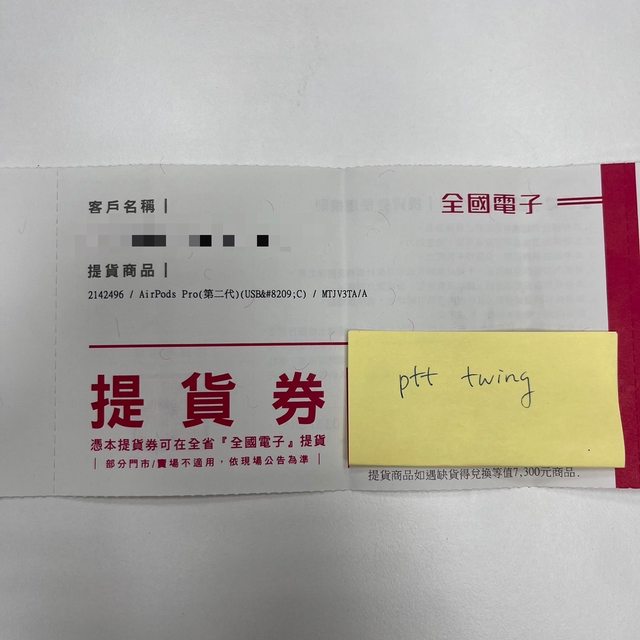 客戶名稱｜
全國電子
提貨商品｜
2142496 / AirPods Pro(第二代)(USB&#8209;C) / MTJV3TA/A
提貨券
憑本提貨券可在全省『全國電子』提貨
｜部分門市/賣場不適用，依現場公告為準｜
ptt twing
提貨商品如遇缺貨得兌換等值7,300元商品.